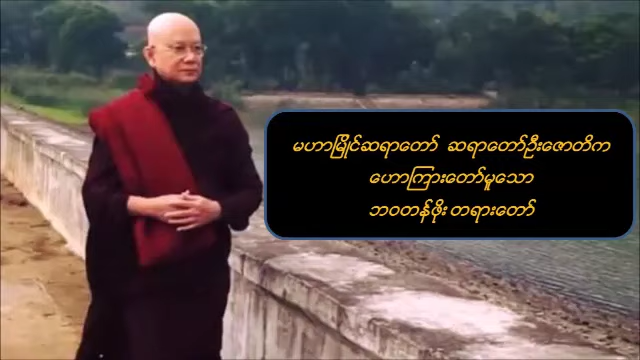 မဟာမြိုင်ဆရာတော် ဆရာတော်ဦးဇောတိက
ဟောကြားတော်မူသော
ဘဝတန်ဖိုး တရားတော်